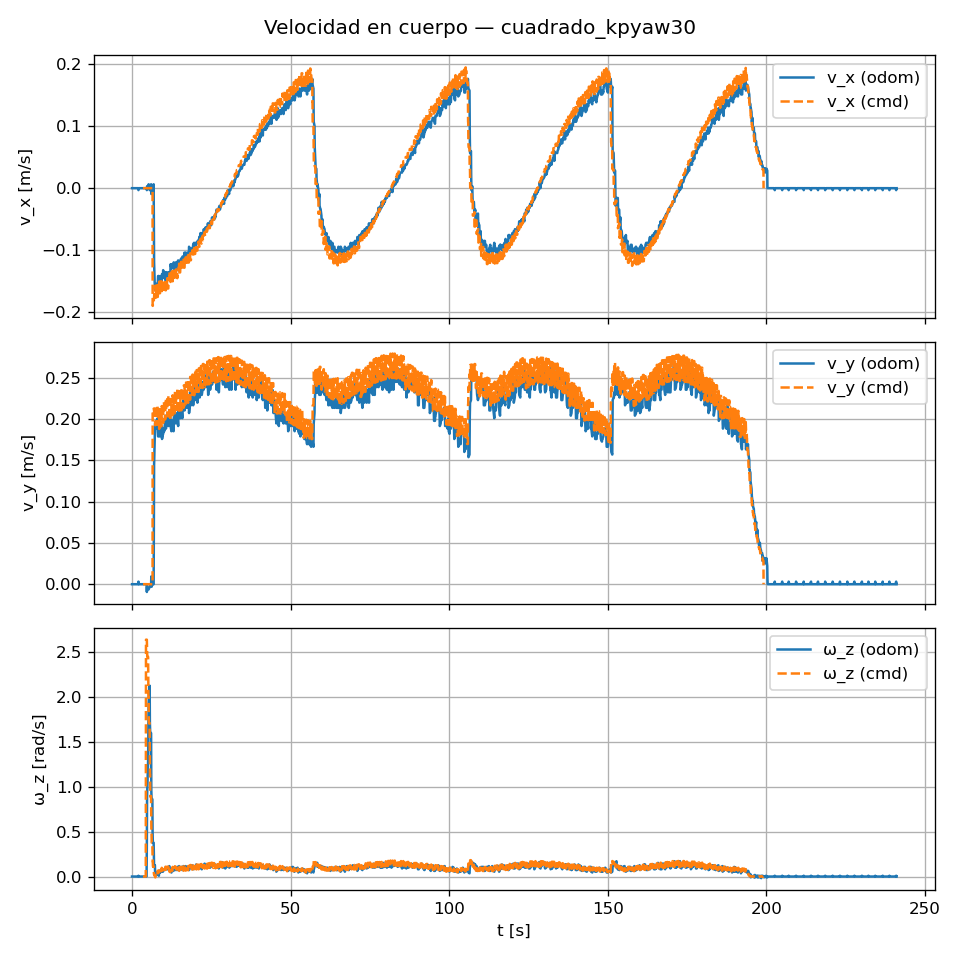 Velocidad en cuerpo — cuadrado_kpyaw30
v_x [m/s]
0.2
0.1
0.0
−0.1
−0.2
v_x (odom)
v_x (cmd)
v_y [m/s]
0.25
0.20
0.15
0.10
0.05
0.00
v_y (odom)
v_y (cmd)
ω_z [rad/s]
2.5
2.0
1.5
1.0
0.5
0.0
ω_z (odom)
ω_z (cmd)
0 50 100 150 200 250
t [s]